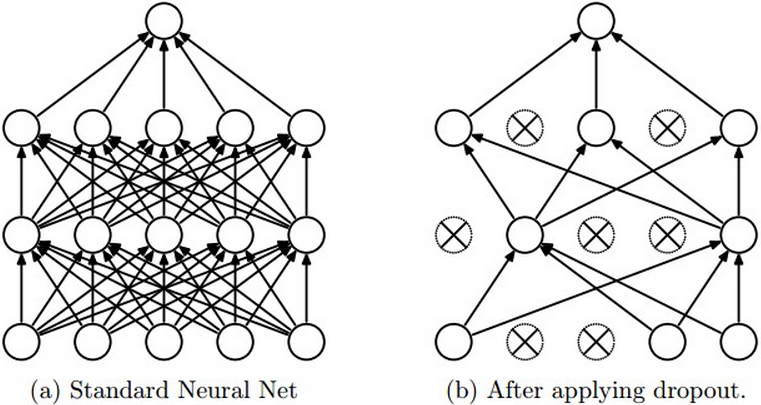 (a) Standard Neural Net
(b) After applying dropout.